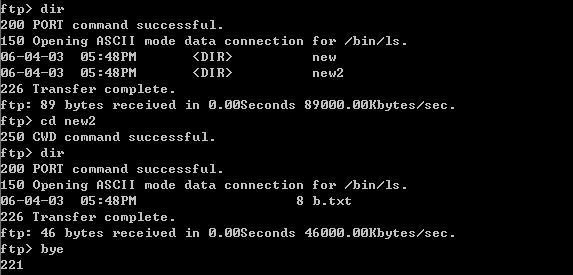 ftp> dir
200 PORT command successful.
150 Opening ASCII mode data connection for /bin/ls.
06-04-03  05:48PM       <DIR>          new
06-04-03  05:48PM       <DIR>          new2
226 Transfer complete.
ftp: 89 bytes received in 0.00Seconds 89000.00Kbytes/sec.
ftp> cd new2
250 CWD command successful.
ftp> dir
200 PORT command successful.
150 Opening ASCII mode data connection for /bin/ls.
06-04-03  05:48PM                    8 b.txt
226 Transfer complete.
ftp: 46 bytes received in 0.00Seconds 46000.00Kbytes/sec.
ftp> bye
221